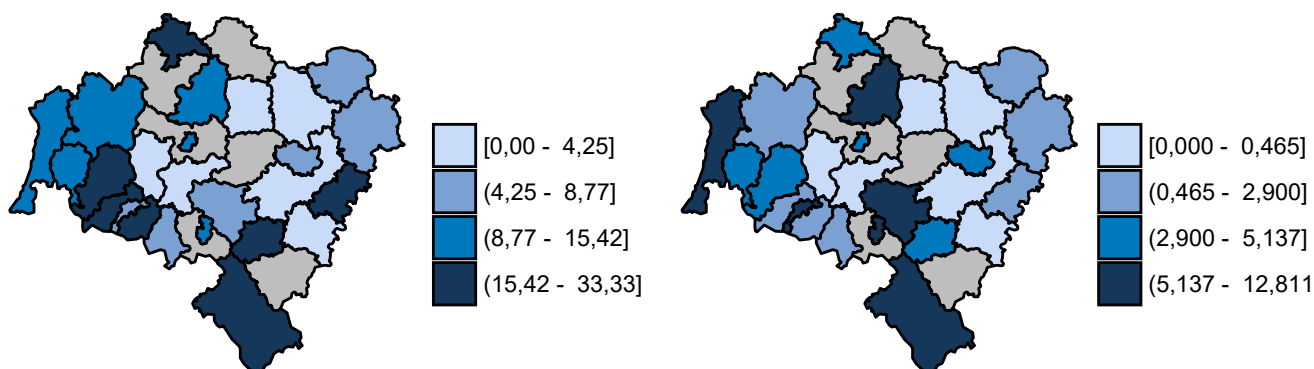 [0,00 - 4,25]
(4,25 - 8,77]
(8,77 - 15,42]
(15,42 - 33,33]
[0,000 - 0,465]
(0,465 - 2,900]
(2,900 - 5,137]
(5,137 - 12,811